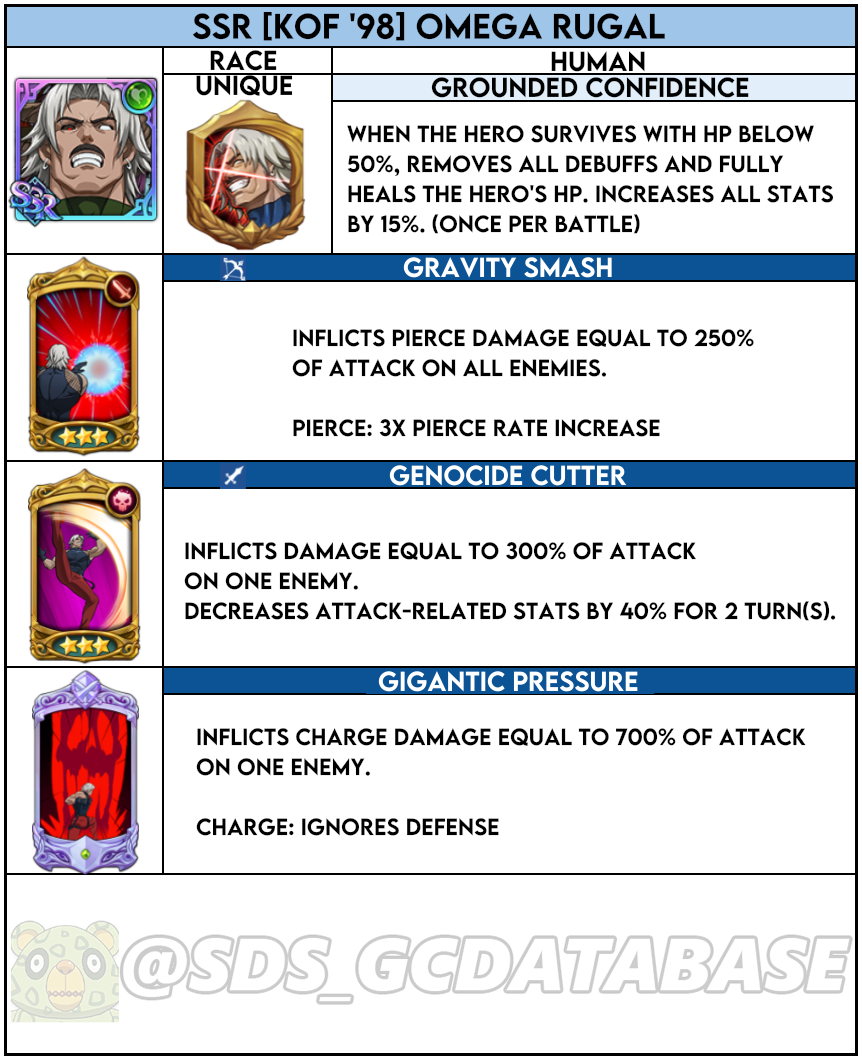 SSR [KOF '98] OMEGA RUGAL
RACE
HUMAN
UNIQUE
GROUNDED CONFIDENCE
SSR
WHEN THE HERO SURVIVES WITH HP BELOW
50%, REMOVES ALL DEBUFFS AND FULLY
HEALS THE HERO'S HP. INCREASES ALL STATS
BY 15%. (ONCE PER BATTLE)
GRAVITY SMASH
INFLICTS PIERCE DAMAGE EQUAL TO 250%
OF ATTACK ON ALL ENEMIES.
PIERCE: 3X PIERCE RATE INCREASE
GENOCIDE CUTTER
INFLICTS DAMAGE EQUAL TO 300% OF ATTACK
ON ONE ENEMY.
DECREASES ATTACK-RELATED STATS BY 40% FOR 2 TURN(S).
GIGANTIC PRESSURE
INFLICTS CHARGE DAMAGE EQUAL TO 700% OF ATTACK
ON ONE ENEMY.
CHARGE: IGNORES DEFENSE
@SDS_GCDATABASE